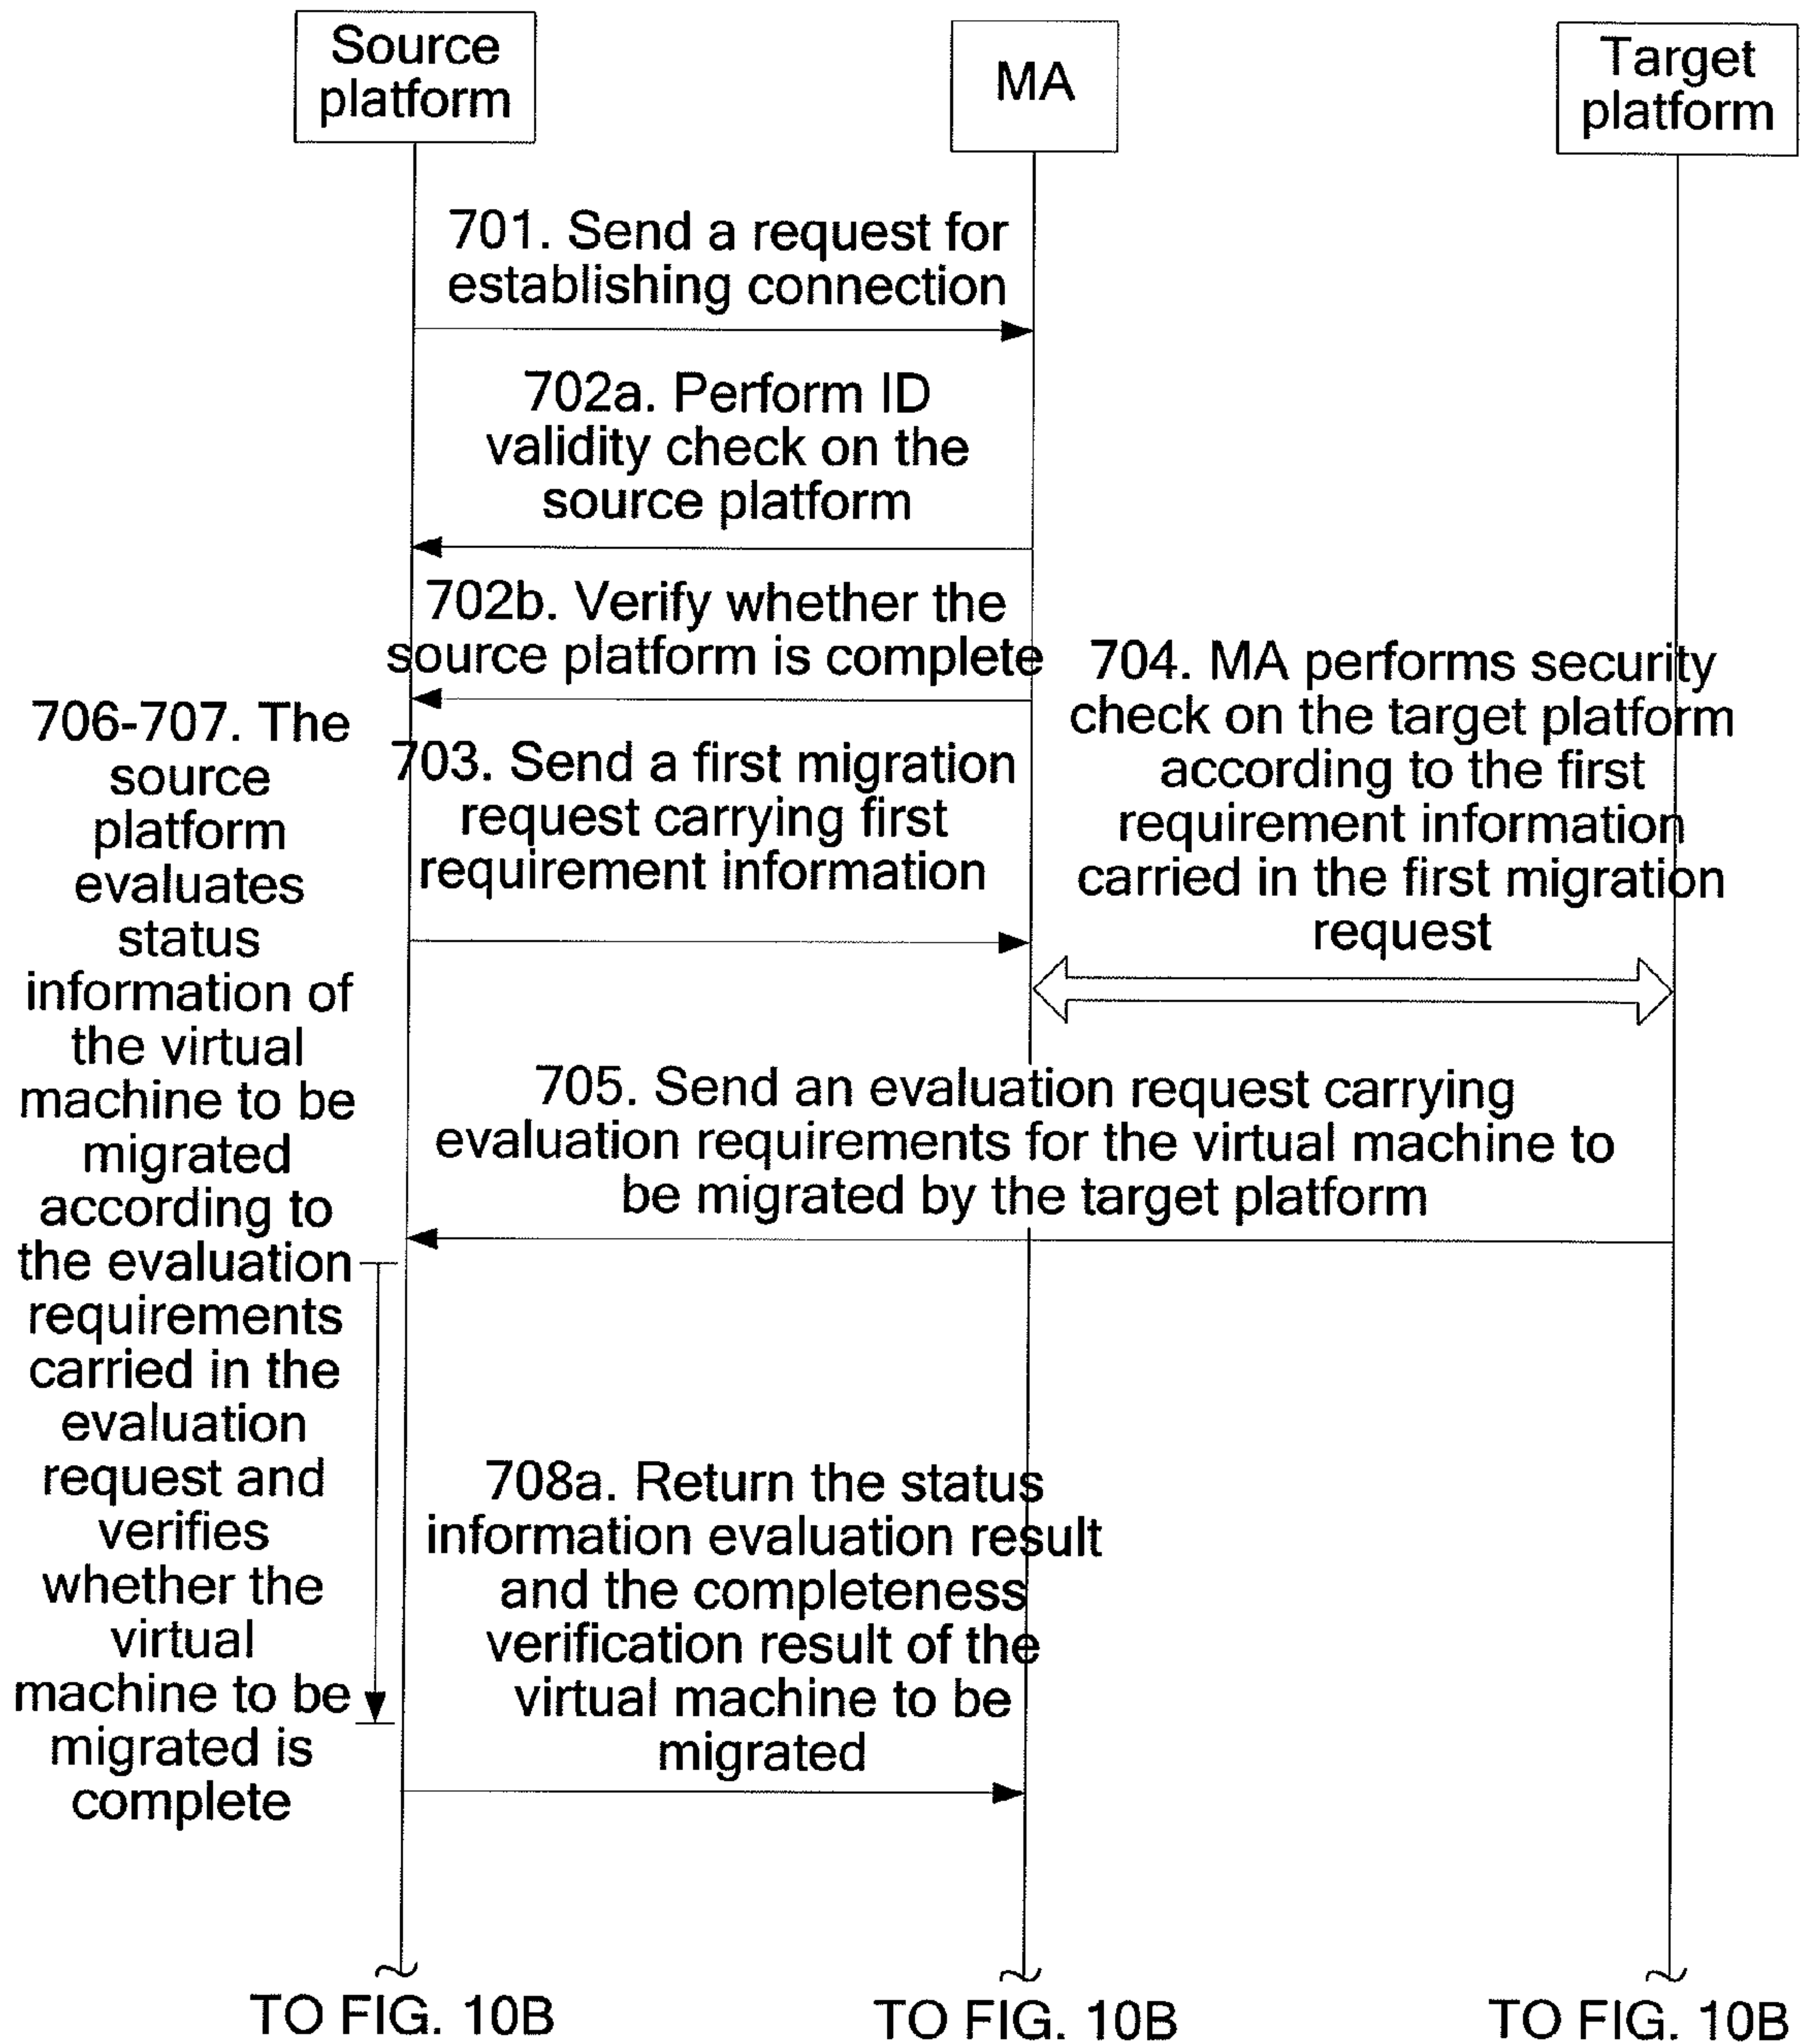 Source
platform
MA
Target
platform
701. Send a request for
establishing connection
702a. Perform ID
validity check on the
source platform
702b. Verify whether the
source platform is complete
703. Send a first migration
request carrying first
requirement information
704. MA performs security
check on the target platform
according to the first
requirement information
carried in the first migration
request
705. Send an evaluation request carrying
evaluation requirements for the virtual machine to
be migrated by the target platform
706-707. The
source
platform
evaluates
status
information of
the virtual
machine to be
migrated
according to
the evaluation
requirements
carried in the
evaluation
request and
verifies
whether the
virtual
machine to be
migrated is
complete
708a. Return the status
information evaluation result
and the completeness
verification result of the
virtual machine to be
migrated
TO FIG. 10B
TO FIG. 10B
TO FIG. 10B